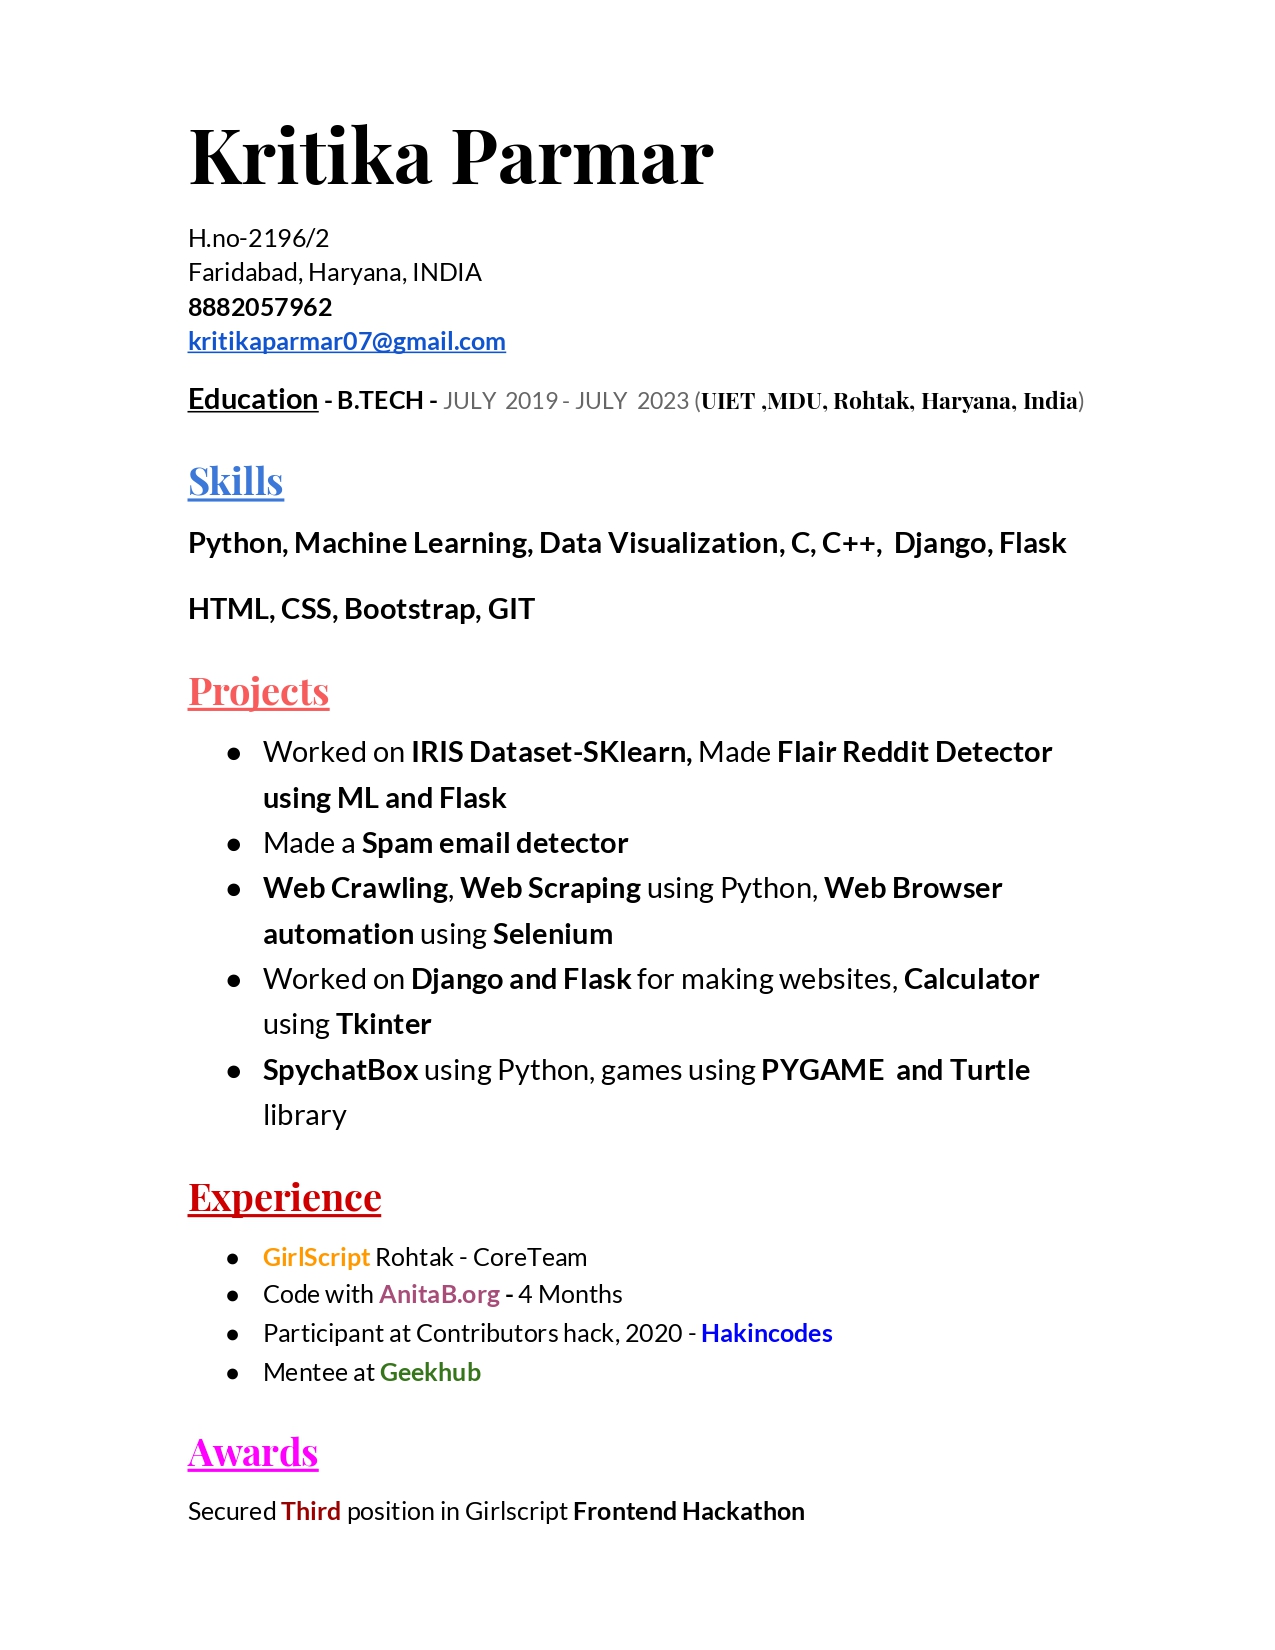 Kritika Parmar
H.no-2196/2
Faridabad, Haryana, INDIA
8882057962
kritikaparmar07@gmail.com
Education - B.TECH - JULY 2019 - JULY 2023 (UIET ,MDU, Rohtak, Haryana, India)
Skills
Python, Machine Learning, Data Visualization, C, C++, Django, Flask
HTML, CSS, Bootstrap, GIT
Projects
● Worked on IRIS Dataset-SKlearn, Made Flair Reddit Detector
using ML and Flask
● Made a Spam email detector
● Web Crawling, Web Scraping using Python, Web Browser
automation using Selenium
● Worked on Django and Flask for making websites, Calculator
using Tkinter
● SpychatBox using Python, games using PYGAME and Turtle
library
Experience
● GirlScript Rohtak - CoreTeam
● Code with AnitaB.org - 4 Months
● Participant at Contributors hack, 2020 - Hakincodes
● Mentee at Geekhub
Awards
Secured Third position in Girlscript Frontend Hackathon